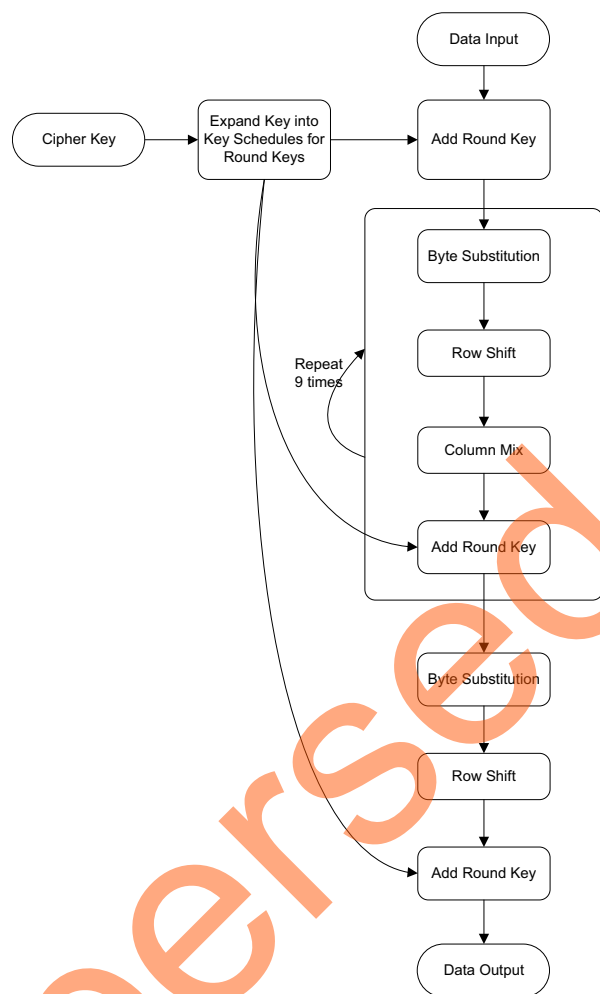 Data Input
Cipher Key
Expand Key into
Key Schedules for
Round Keys
Add Round Key
Byte Substitution
Row Shift
Repeat
9 times
Column Mix
Add Round Key
Byte Substitution
Row Shift
Add Round Key
Data Output
ersed